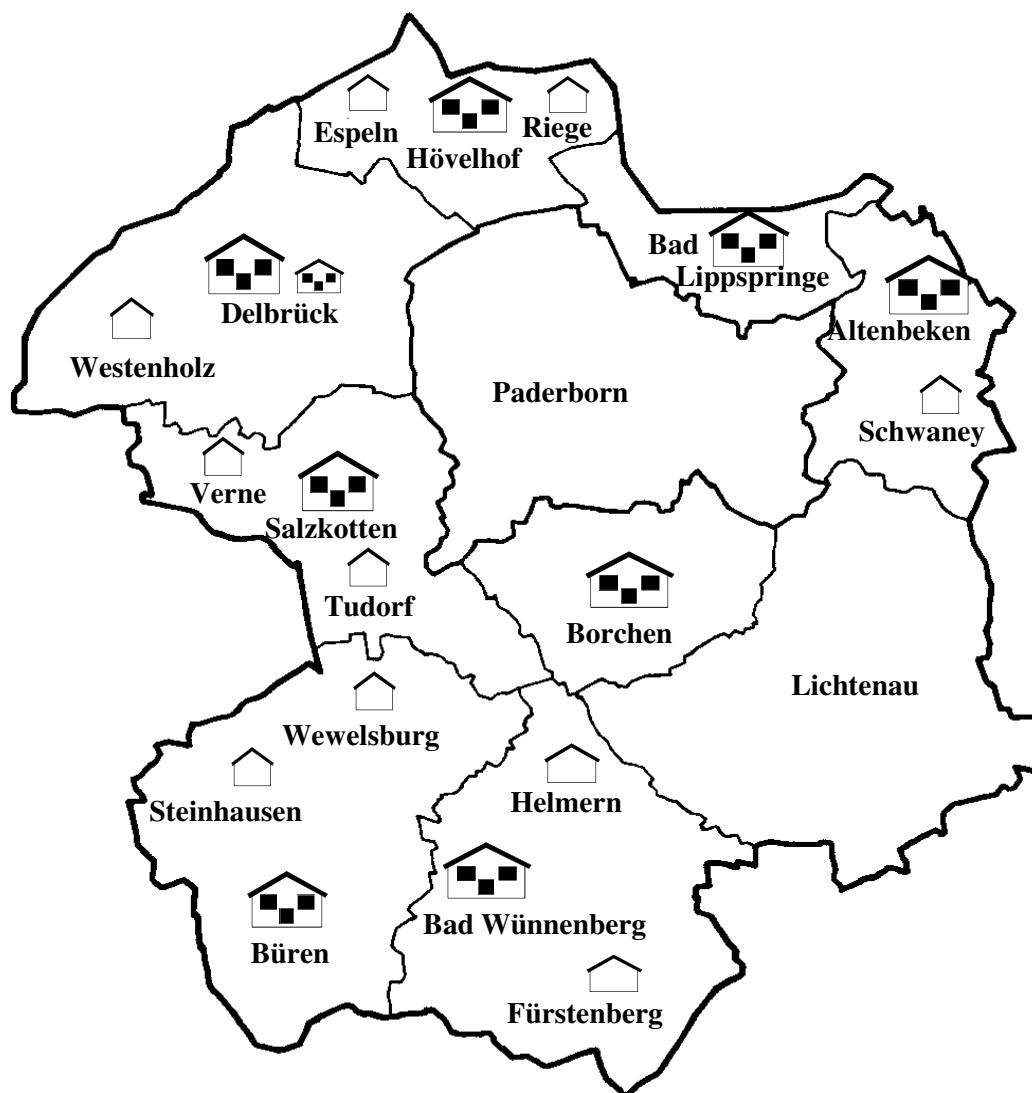 Espeln
Riege
Hövelhof
Bad
Lippspringe
Delbrück
Altenbeken
Westenholz
Paderborn
Schwaney
Verne
Salzkotten
Tudorf
Borchen
Lichtenau
Wewelsburg
Steinhausen
Helmern
Bad Wünnenberg
Büren
Fürstenberg